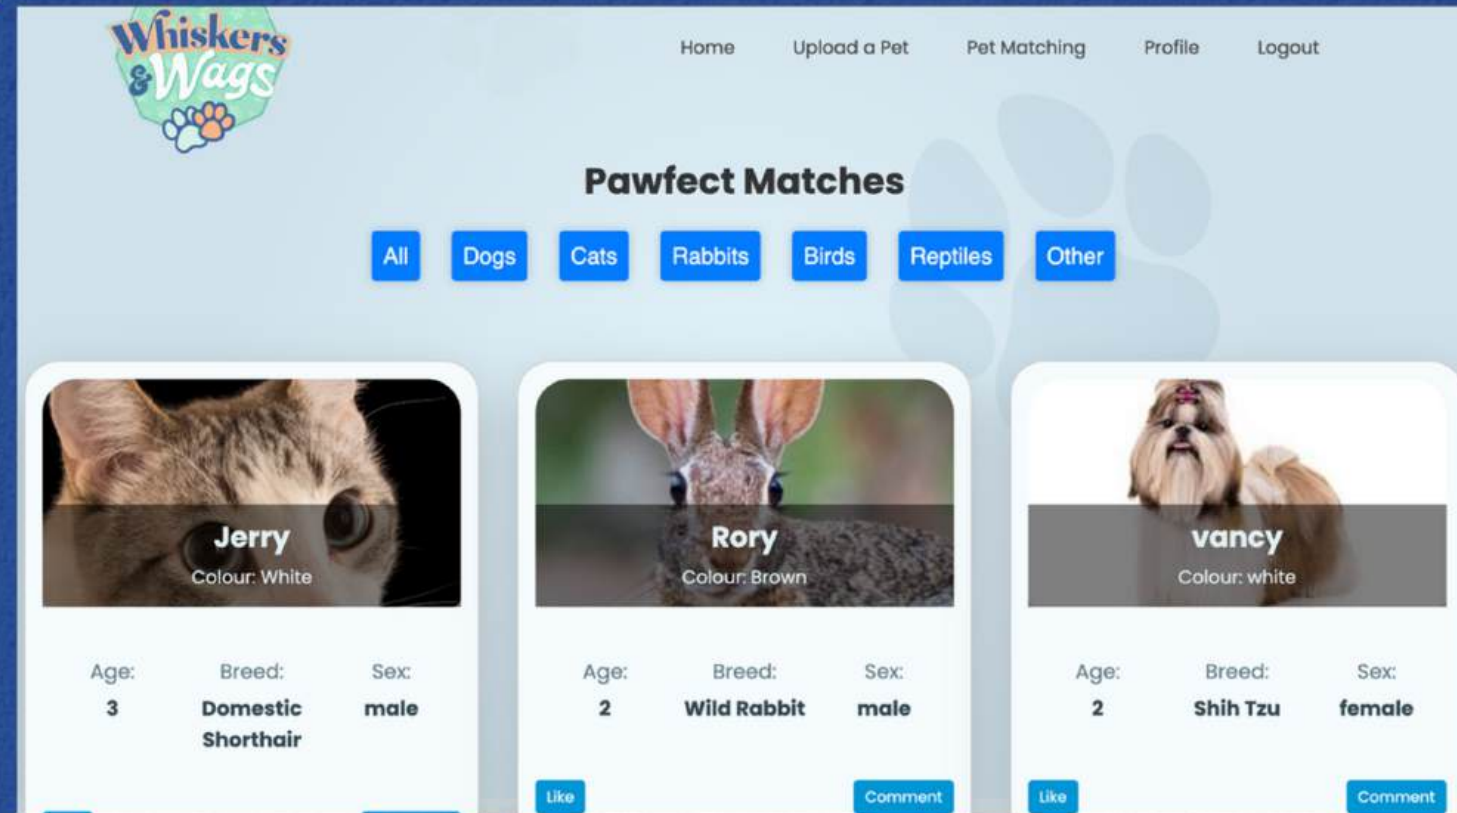 Whiskers
& Wags
Home Upload a Pet Pet Matching Profile Logout
Pawfect Matches
All Dogs Cats Rabbits Birds Reptiles Other
Jerry
Colour: White
Age: Breed: Sex:
3 Domestic Shorthair male
Rory
Colour: Brown
Age: Breed: Sex:
2 Wild Rabbit male
Like Comment
vancy
Colour: white
Age: Breed: Sex:
2 Shih Tzu female
Like Comment